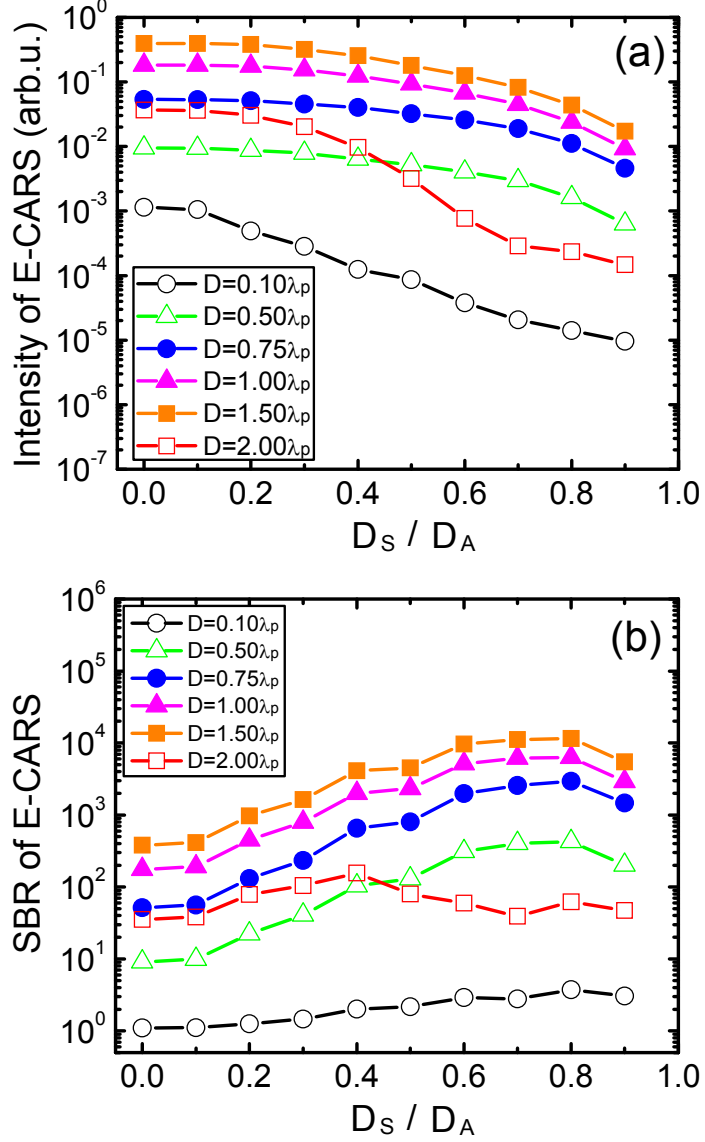 (a)
Intensity of E-CARS (arb.u.)
10^0
10^-1
10^-2
10^-3
10^-4
10^-5
10^-6
10^-7
D=0.10λp
D=0.50λp
D=0.75λp
D=1.00λp
D=1.50λp
D=2.00λp
0.0 0.2 0.4 0.6 0.8 1.0
D_S / D_A
(b)
SBR of E-CARS
10^6
10^5
10^4
10^3
10^2
10^1
10^0
D=0.10λp
D=0.50λp
D=0.75λp
D=1.00λp
D=1.50λp
D=2.00λp
0.0 0.2 0.4 0.6 0.8 1.0
D_S / D_A